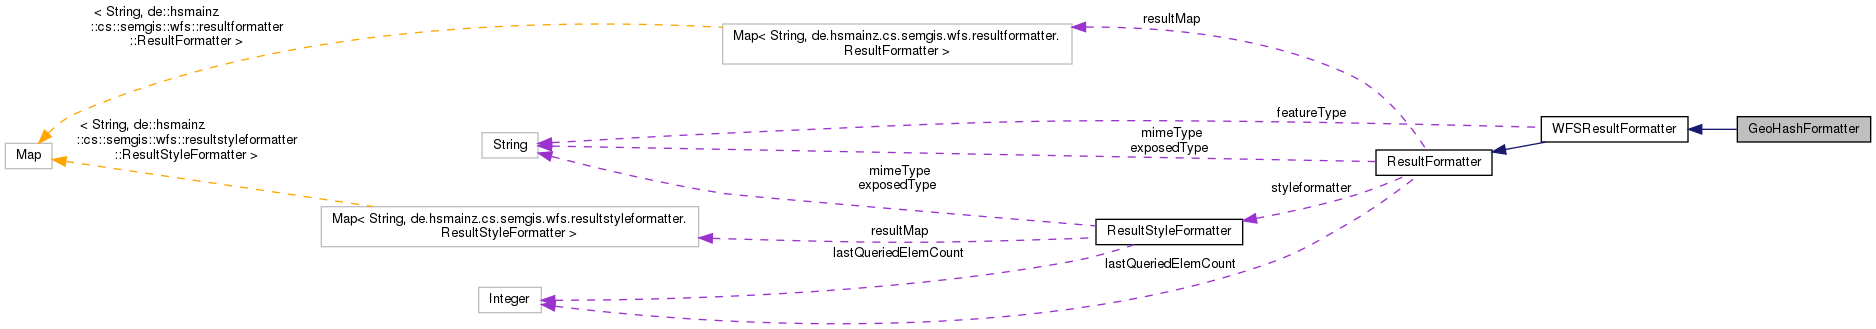 < String, de::hsmainz
::cs::semgis::wfs::resultformatter
::ResultFormatter >
resultMap
Map< String, de.hsmainz.cs.semgis.wfs.resultformatter.
ResultFormatter >
< String, de::hsmainz
::cs::semgis::wfs::resultstyleformatter
::ResultStyleFormatter >
Map
String
featureType
mimeType
exposedType
WFSResultFormatter
GeoHashFormatter
ResultFormatter
mimeType
exposedType
styleformatter
Map< String, de.hsmainz.cs.semgis.wfs.resultstyleformatter.
ResultStyleFormatter >
resultMap
ResultStyleFormatter
lastQueriedElemCount
lastQueriedElemCount
Integer